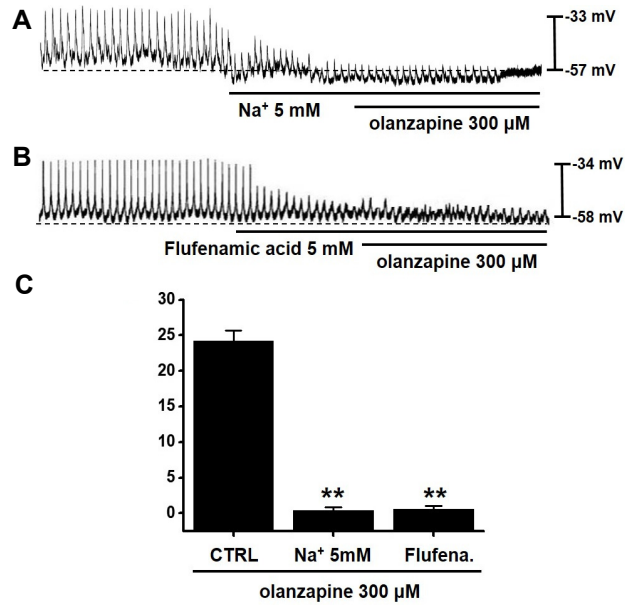 A
-33 mV
-57 mV
Na⁺ 5 mM
olanzapine 300 µM
B
-34 mV
-58 mV
Flufenamic acid 5 mM
olanzapine 300 µM
C
30
25
20
15
10
5
0
** **
CTRL Na⁺ 5mM Flufena.
olanzapine 300 µM